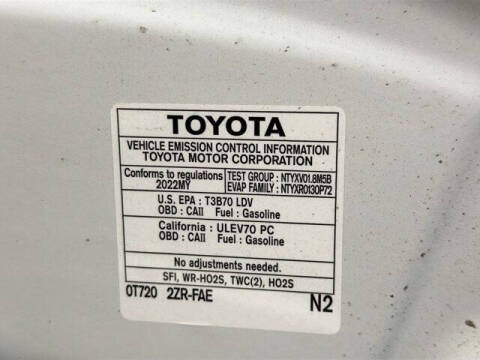 TOYOTA
VEHICLE EMISSION CONTROL INFORMATION
TOYOTA MOTOR CORPORATION
Conforms to regulations
2022MY
TEST GROUP : NTYXV01.8M5B
EVAP FAMILY : NTYXR0130P72
U.S. EPA : T3B70 LDV
OBD : CAII Fuel : Gasoline
California : ULEV70 PC
OBD : CAII Fuel : Gasoline
No adjustments needed.
SFI, WR-HO2S, TWC(2), HO2S
0T720 2ZR-FAE N2